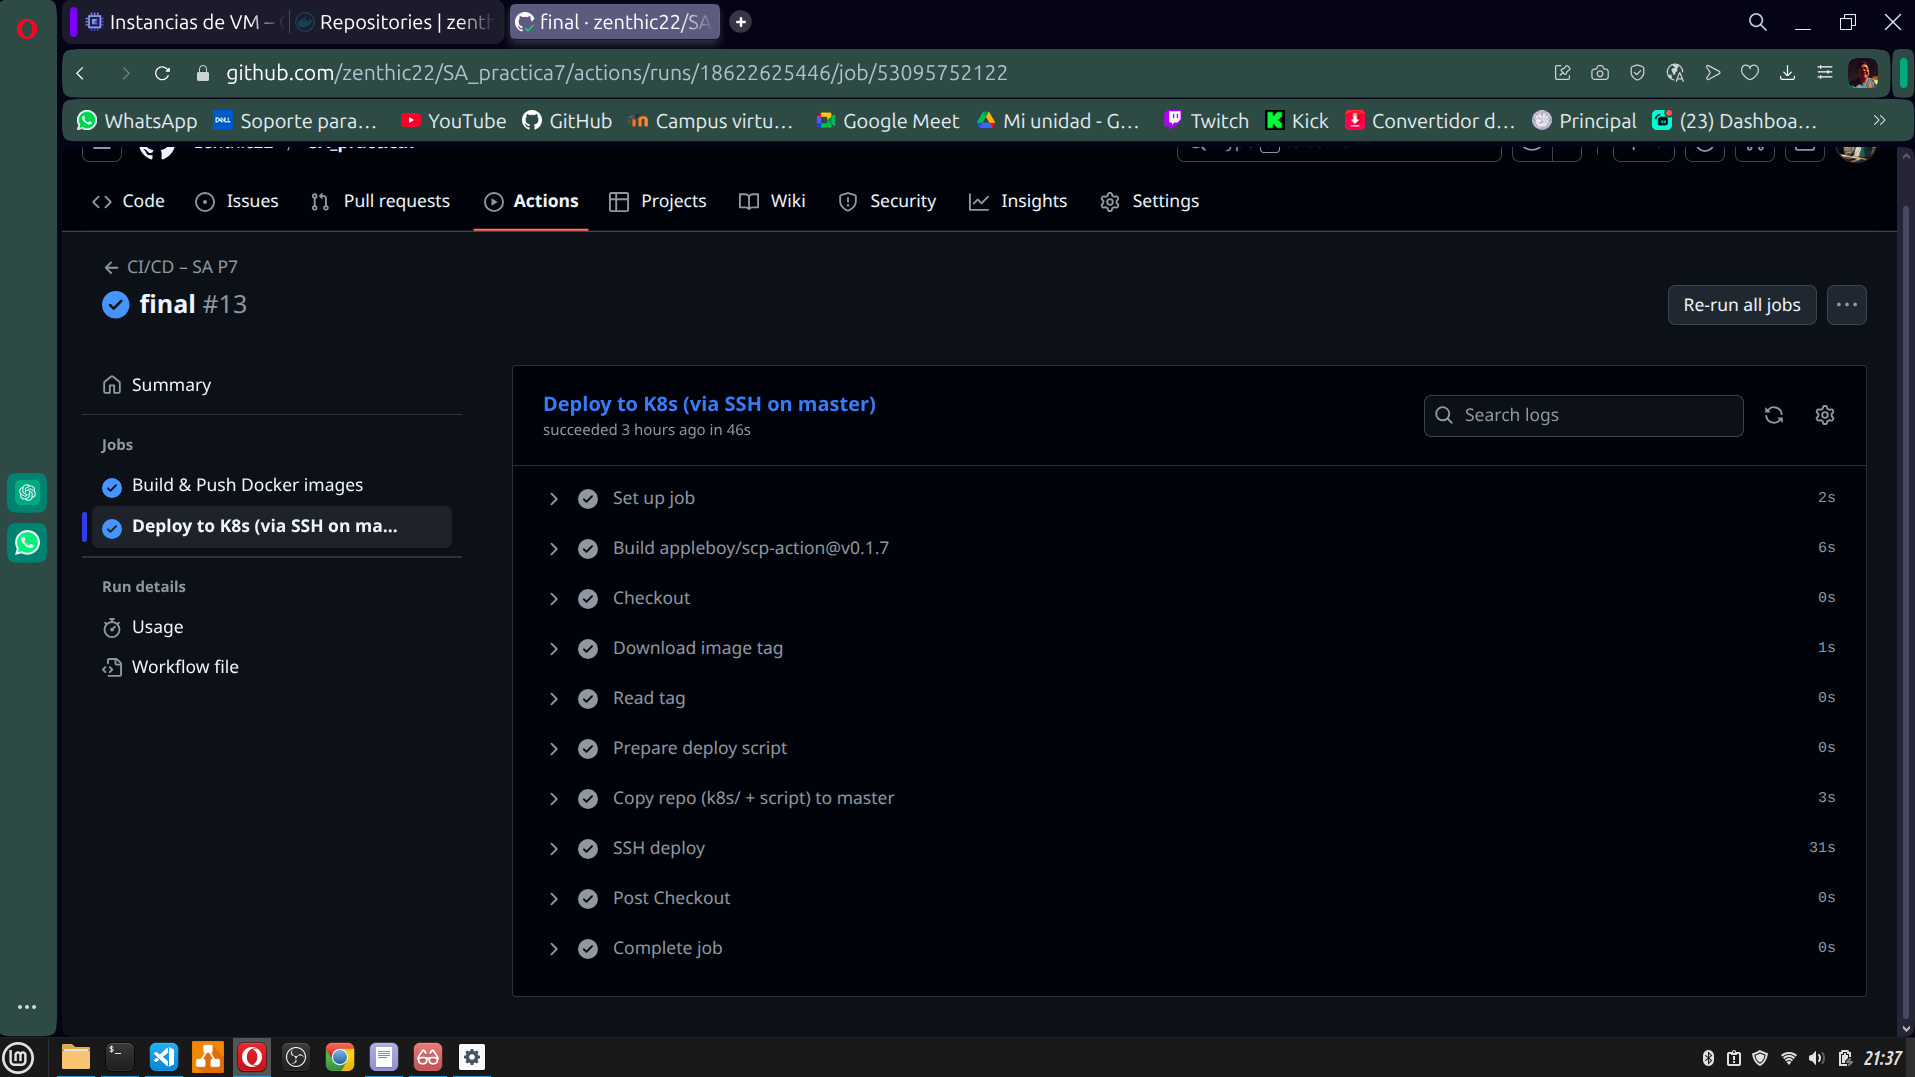 Instancias de VM –
Repositories | zenth
final · zenthic22/SA
github.com/zenthic22/SA_practica7/actions/runs/18622625446/job/53095752122
WhatsApp
DELL
Soporte para...
YouTube
GitHub
Campus virtu...
Google Meet
Mi unidad - G...
Twitch
Kick
Convertidor d...
Principal
(23) Dashboa...
Code
Issues
Pull requests
Actions
Projects
Wiki
Security
Insights
Settings
CI/CD – SA P7
final #13
Re-run all jobs
Summary
Jobs
Build & Push Docker images
Deploy to K8s (via SSH on ma...
Run details
Usage
Workflow file
Deploy to K8s (via SSH on master)
succeeded 3 hours ago in 46s
Search logs
Set up job 2s
Build appleboy/scp-action@v0.1.7 6s
Checkout 0s
Download image tag 1s
Read tag 0s
Prepare deploy script 0s
Copy repo (k8s/ + script) to master 3s
SSH deploy 31s
Post Checkout 0s
Complete job 0s
21:37